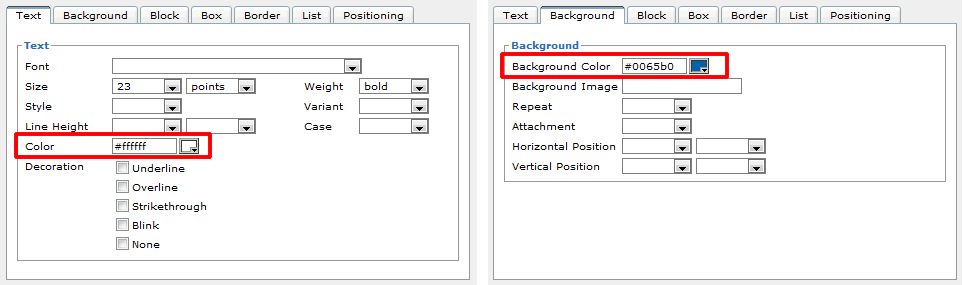 Text Background Block Box Border List Positioning
Text
Font
Size 23 points Weight bold
Style Variant
Line Height Case
Color #ffffff
Decoration Underline
Overline
Strikethrough
Blink
None
Text Background Block Box Border List Positioning
Background
Background Color #0065b0
Background Image
Repeat
Attachment
Horizontal Position
Vertical Position